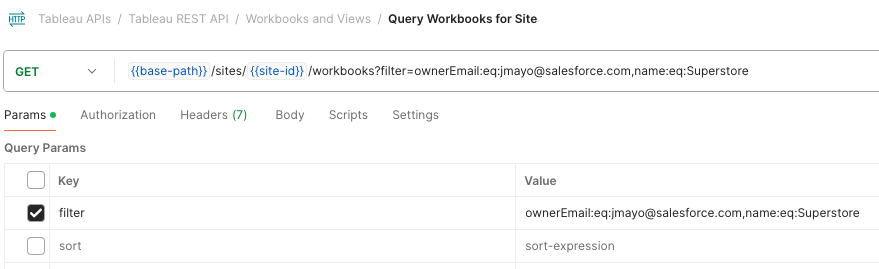 HTTP Tableau APIs / Tableau REST API / Workbooks and Views / Query Workbooks for Site
GET {{base-path}} /sites/ {{site-id}} /workbooks?filter=ownerEmail:eq:jmayo@salesforce.com,name:eq:Superstore
Params Authorization Headers (7) Body Scripts Settings
Query Params
Key Value
filter ownerEmail:eq:jmayo@salesforce.com,name:eq:Superstore
sort sort-expression